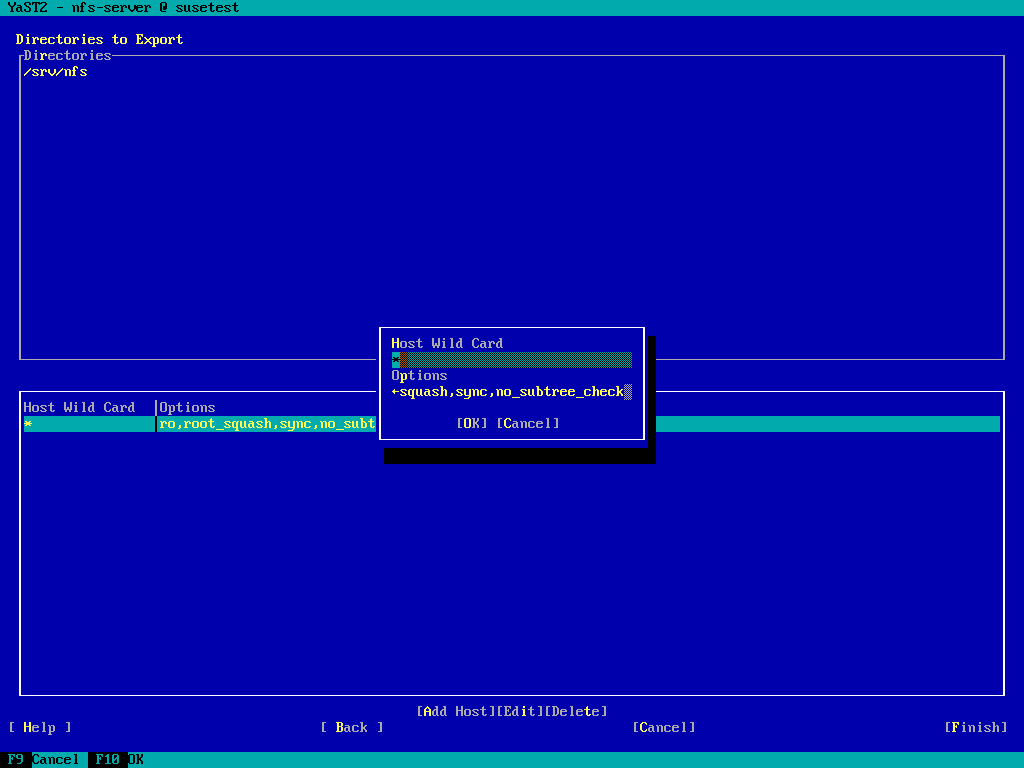 YaST2 - nfs-server @ susetest
Directories to Export
Directories
/srv/nfs
Host Wild Card
*
Options
←squash,sync,no_subtree_check
[OK] [Cancel]
Host Wild Card |Options
* ro,root_squash,sync,no_subt
[Add Host][Edit][Delete]
[ Help ] [ Back ] [Cancel] [Finish]
F9 Cancel F10 OK